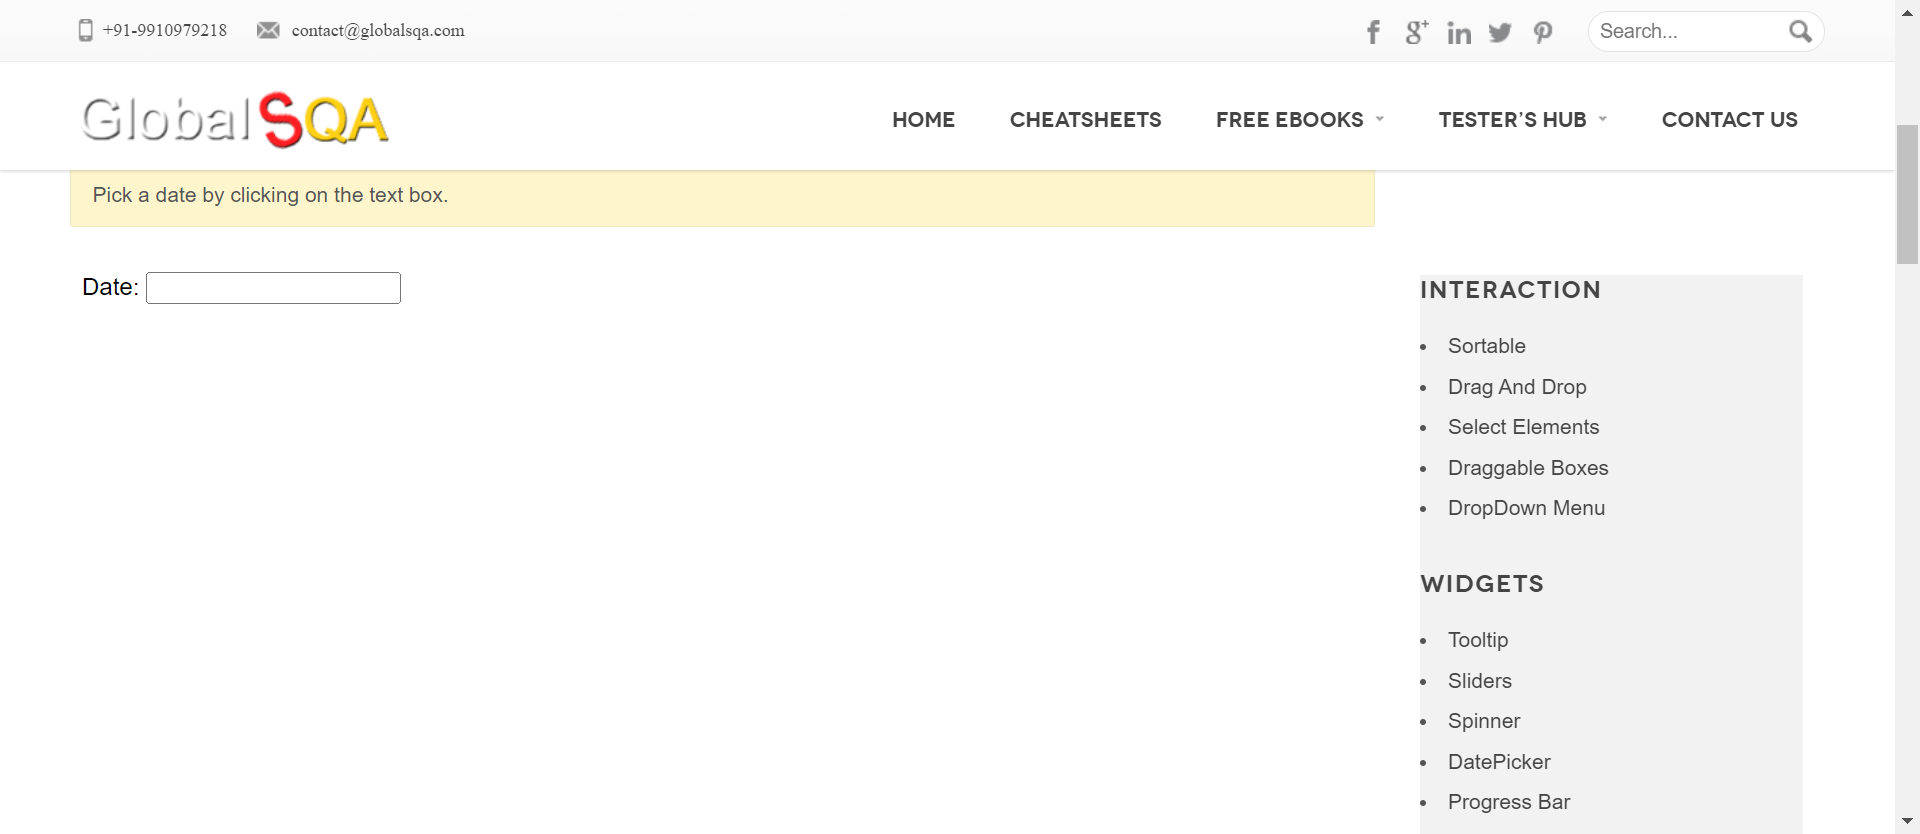 +91-9910979218 contact@globalsqa.com Search...
GlobalSQA HOME CHEATSHEETS FREE EBOOKS TESTER’S HUB CONTACT US
Pick a date by clicking on the text box.
Date:
INTERACTION
Sortable
Drag And Drop
Select Elements
Draggable Boxes
DropDown Menu
WIDGETS
Tooltip
Sliders
Spinner
DatePicker
Progress Bar